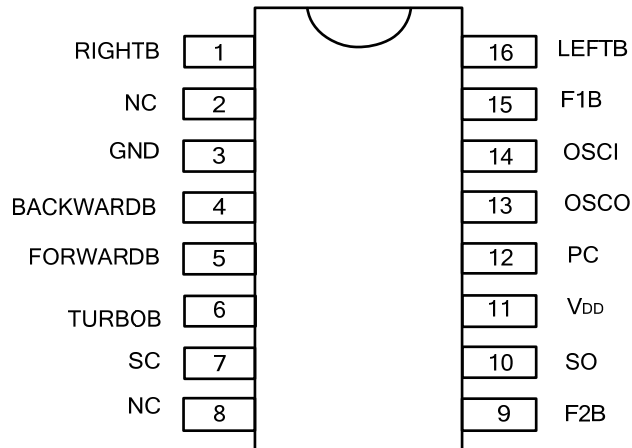 RIGHTB 1 16 LEFTB
NC 2 15 F1B
GND 3 14 OSCI
BACKWARDB 4 13 OSCO
FORWARDB 5 12 PC
TURBOB 6 11 VDD
SC 7 10 SO
NC 8 9 F2B